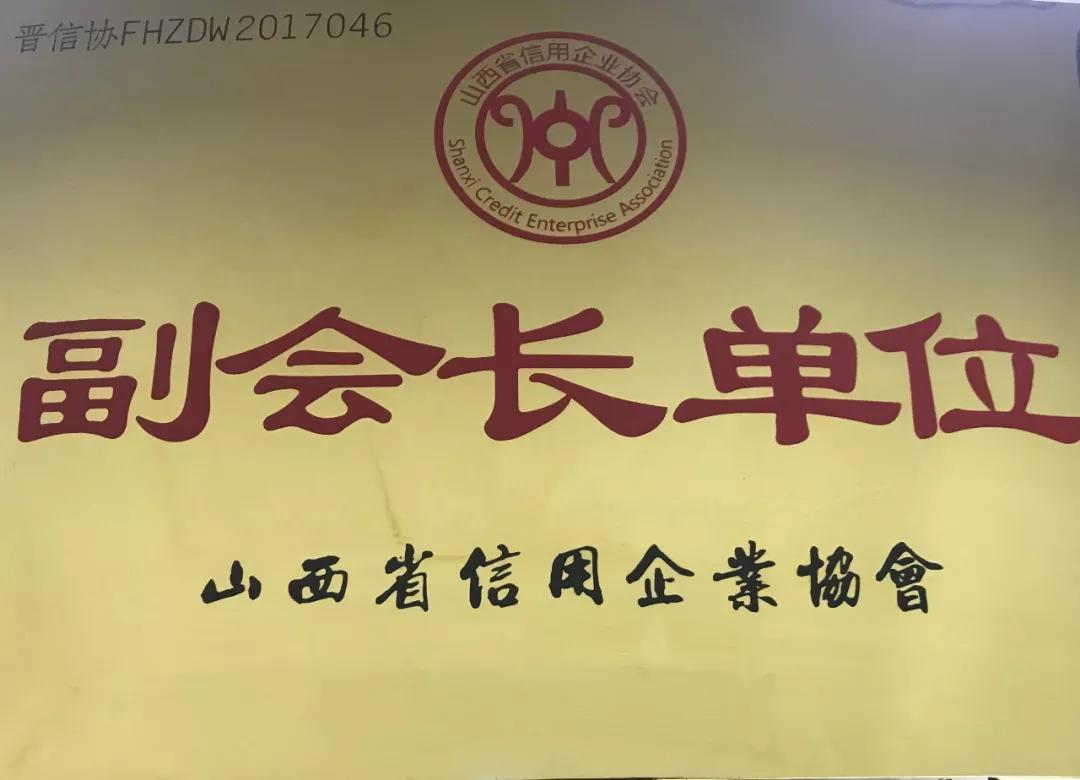 晋信协FHZDW2017046
山西省信用企业协会
Shanxi Credit Enterprise Association
副会长单位
山西省信用企業協會